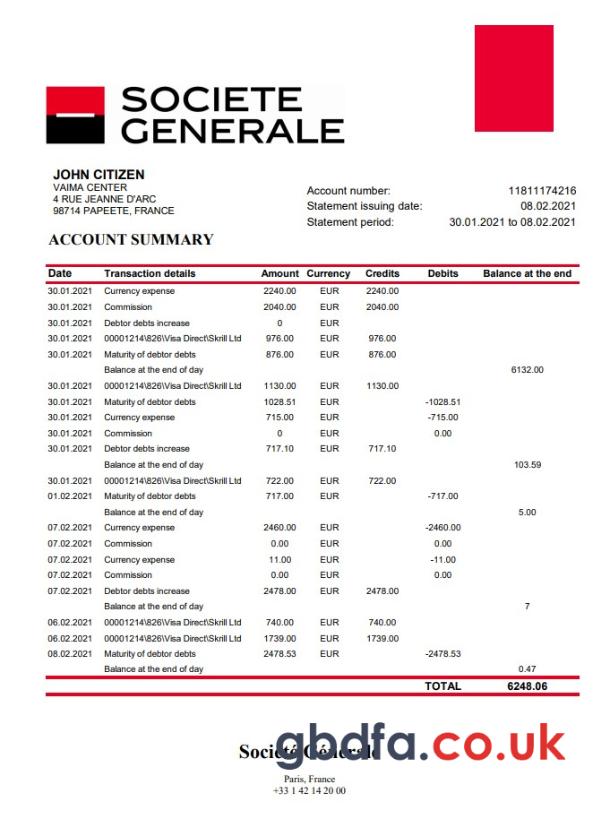 SOCIETE
GENERALE
JOHN CITIZEN
VAIMA CENTER
4 RUE JEANNE D'ARC
98714 PAPEETE, FRANCE
Account number: 11811174216
Statement issuing date: 08.02.2021
Statement period: 30.01.2021 to 08.02.2021
ACCOUNT SUMMARY
Date Transaction details Amount Currency Credits Debits Balance at the end
30.01.2021 Currency expense 2240.00 EUR 2240.00
30.01.2021 Commission 2040.00 EUR 2040.00
30.01.2021 Debtor debts increase 0 EUR
30.01.2021 00001214\826\Visa Direct\Skrill Ltd 976.00 EUR 976.00
30.01.2021 Maturity of debtor debts 876.00 EUR 876.00
Balance at the end of day 6132.00
30.01.2021 00001214\826\Visa Direct\Skrill Ltd 1130.00 EUR 1130.00
30.01.2021 Maturity of debtor debts 1028.51 EUR -1028.51
30.01.2021 Currency expense 715.00 EUR -715.00
30.01.2021 Commission 0 EUR 0.00
30.01.2021 Debtor debts increase 717.10 EUR 717.10
Balance at the end of day 103.59
30.01.2021 00001214\826\Visa Direct\Skrill Ltd 722.00 EUR 722.00
01.02.2021 Maturity of debtor debts 717.00 EUR -717.00
Balance at the end of day 5.00
07.02.2021 Currency expense 2460.00 EUR -2460.00
07.02.2021 Commission 0.00 EUR 0.00
07.02.2021 Currency expense 11.00 EUR -11.00
07.02.2021 Commission 0.00 EUR 0.00
07.02.2021 Debtor debts increase 2478.00 EUR 2478.00
Balance at the end of day 7
06.02.2021 00001214\826\Visa Direct\Skrill Ltd 740.00 EUR 740.00
06.02.2021 00001214\826\Visa Direct\Skrill Ltd 1739.00 EUR 1739.00
08.02.2021 Maturity of debtor debts 2478.53 EUR -2478.53
Balance at the end of day 0.47
TOTAL 6248.06
Société Générale
gbdfa.co.uk
Paris, France
+33 1 42 14 20 00